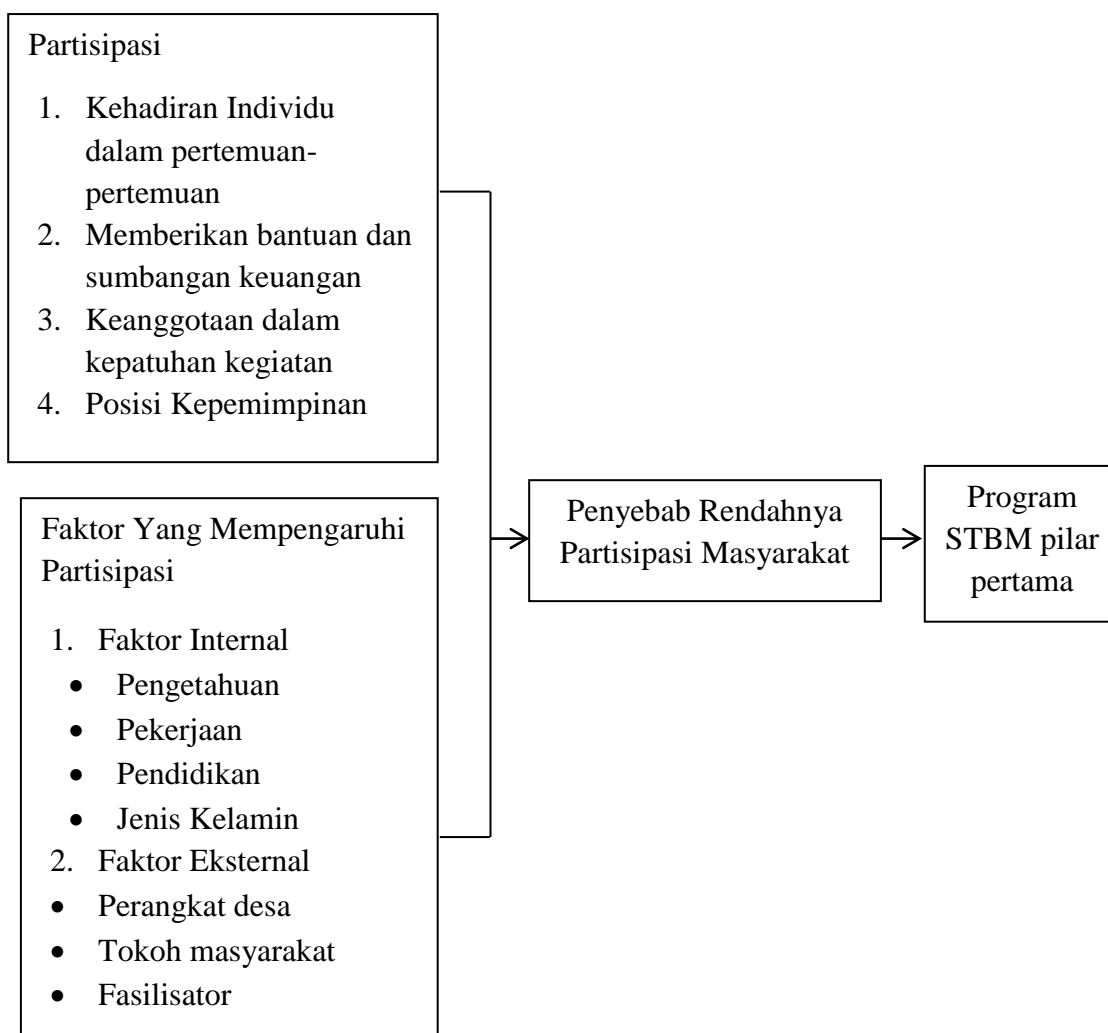 Partisipasi
1. Kehadiran Individu
dalam pertemuan-
pertemuan
2. Memberikan bantuan dan
sumbangan keuangan
3. Keanggotaan dalam
kepatuhan kegiatan
4. Posisi Kepemimpinan
Faktor Yang Mempengaruhi
Partisipasi
1. Faktor Internal
• Pengetahuan
• Pekerjaan
• Pendidikan
• Jenis Kelamin
2. Faktor Eksternal
• Perangkat desa
• Tokoh masyarakat
• Fasilisator
Penyebab Rendahnya
Partisipasi Masyarakat
Program
STBM pilar
pertama